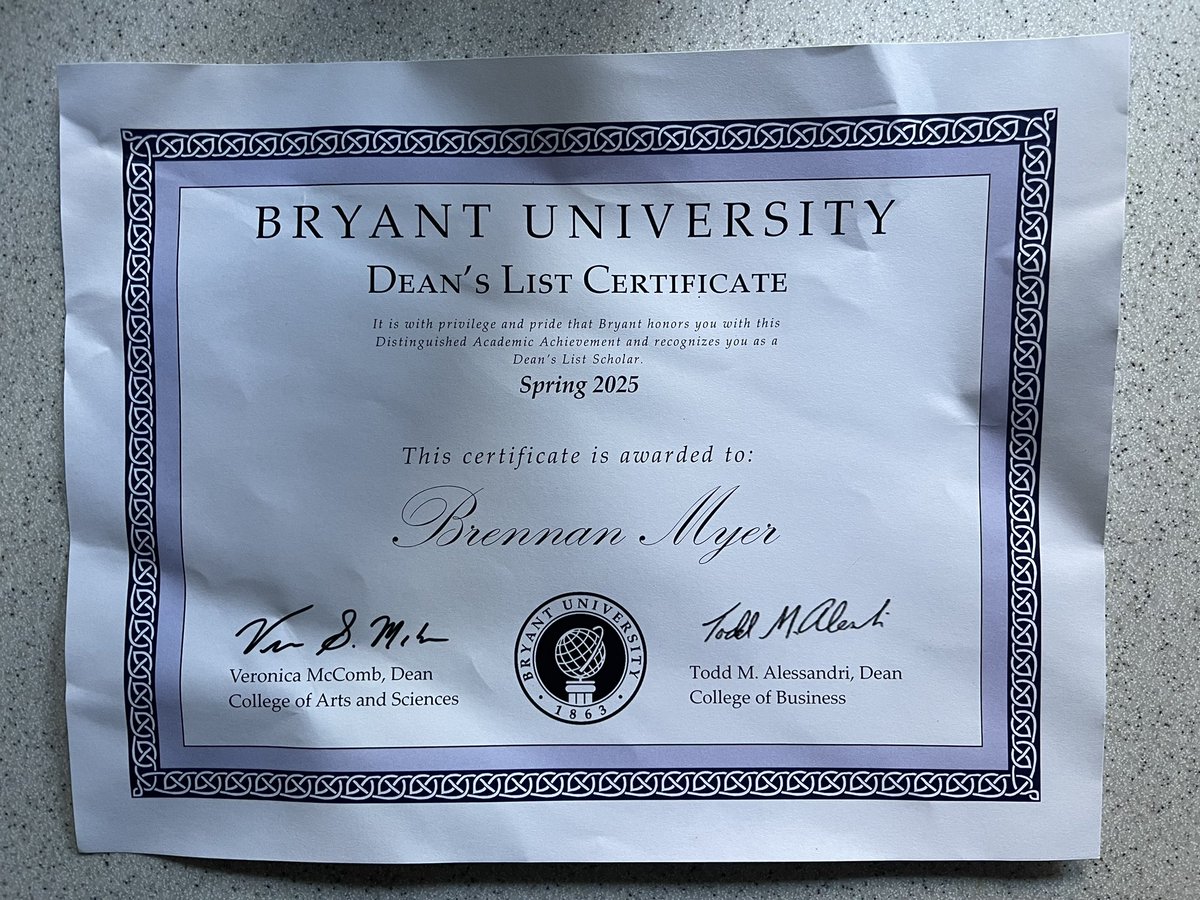 BRYANT UNIVERSITY
DEAN'S LIST CERTIFICATE
It is with privilege and pride that Bryant honors you with this
Distinguished Academic Achievement and recognizes you as a
Dean's List Scholar.
Spring 2025
This certificate is awarded to:
Brennan Myer
Veronica McComb, Dean
College of Arts and Sciences
BRYANT UNIVERSITY
· 1863 ·
Todd M. Alessandri, Dean
College of Business